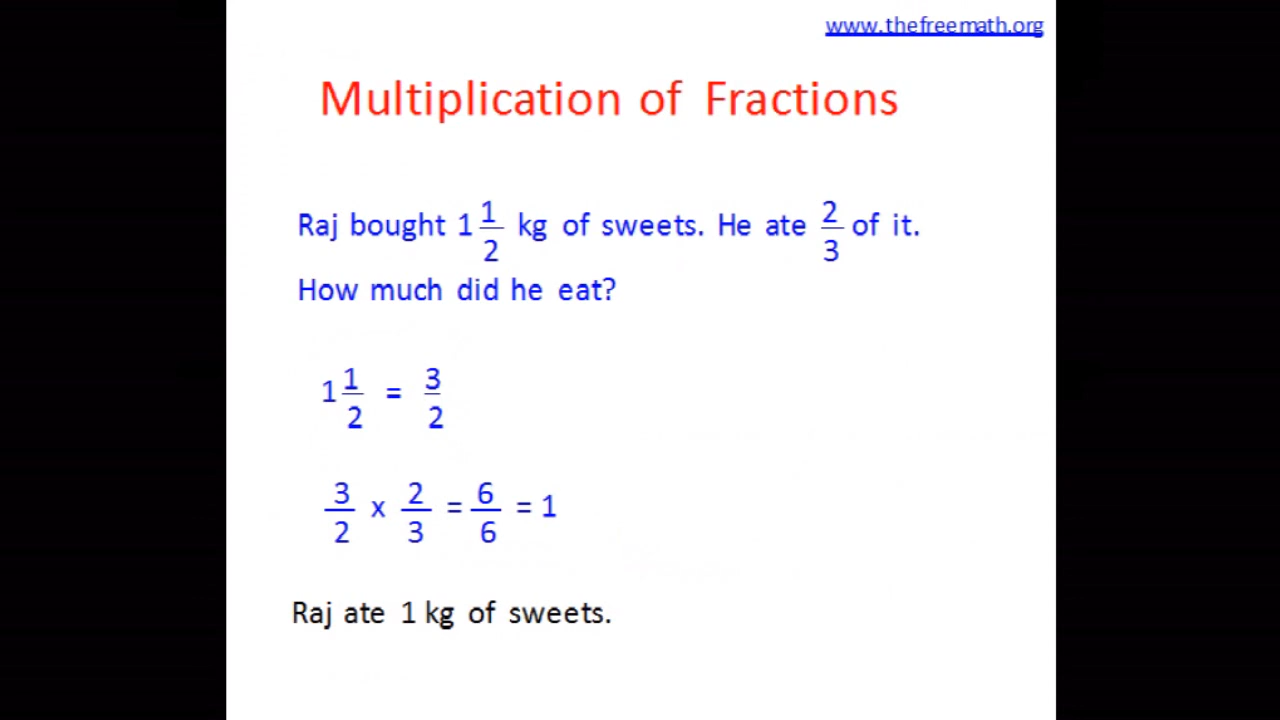 www.thefreemath.org
Multiplication of Fractions
Raj bought 1 1/2 kg of sweets. He ate 2/3 of it.
How much did he eat?
1 1/2 = 3/2
3/2 x 2/3 = 6/6 = 1
Raj ate 1 kg of sweets.